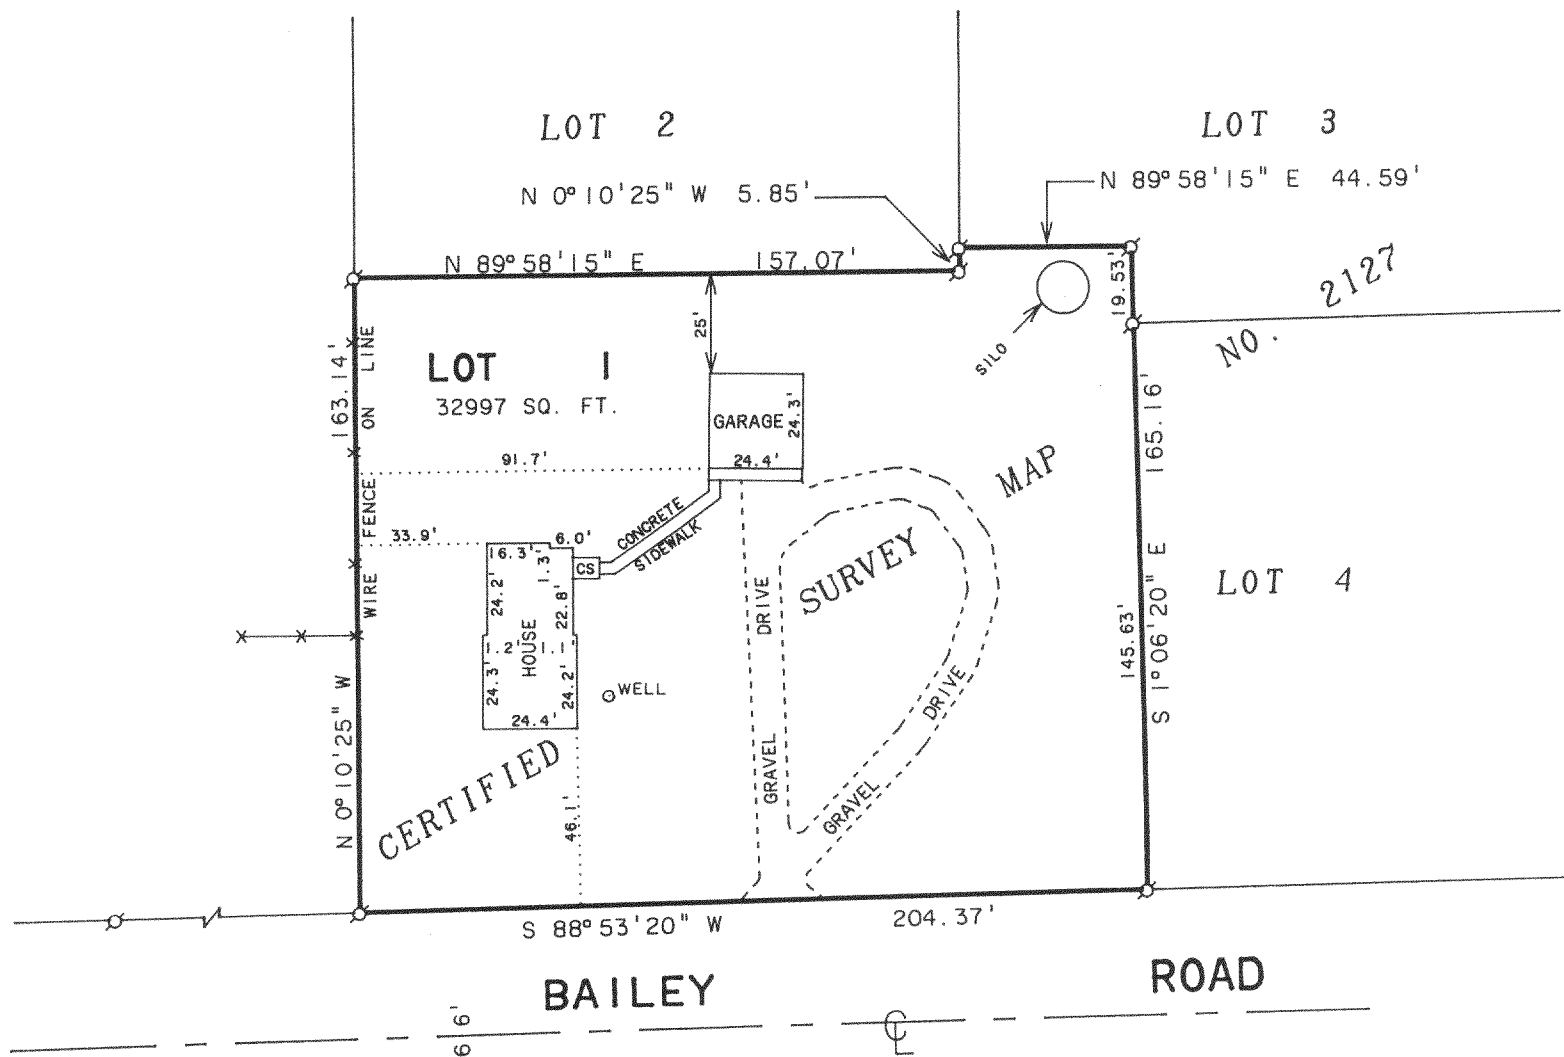 LOT 2
LOT 3
N 0°10'25" W 5.85'
N 89°58'15" E 44.59'
N 89°58'15" E 157.07'
19.53'
NO. 2127
25'
SILO
LOT 1
32997 SQ. FT.
163.14'
N 0°10'25" W
WIRE FENCE ON LINE
GARAGE
24.3'
24.4'
91.7'
33.9'
CONCRETE
SIDEWALK
16.3'
6.0'
1.3'
CS
24.2'
22.8'
HOUSE
1.2'
1.1'
24.3'
24.2'
24.4'
WELL
46.1'
DRIVE
GRAVEL
DRIVE
GRAVEL
CERTIFIED
SURVEY
MAP
165.16'
S 1°06'20" E
145.63'
LOT 4
S 88°53'20" W 204.37'
BAILEY ROAD
66'
CL